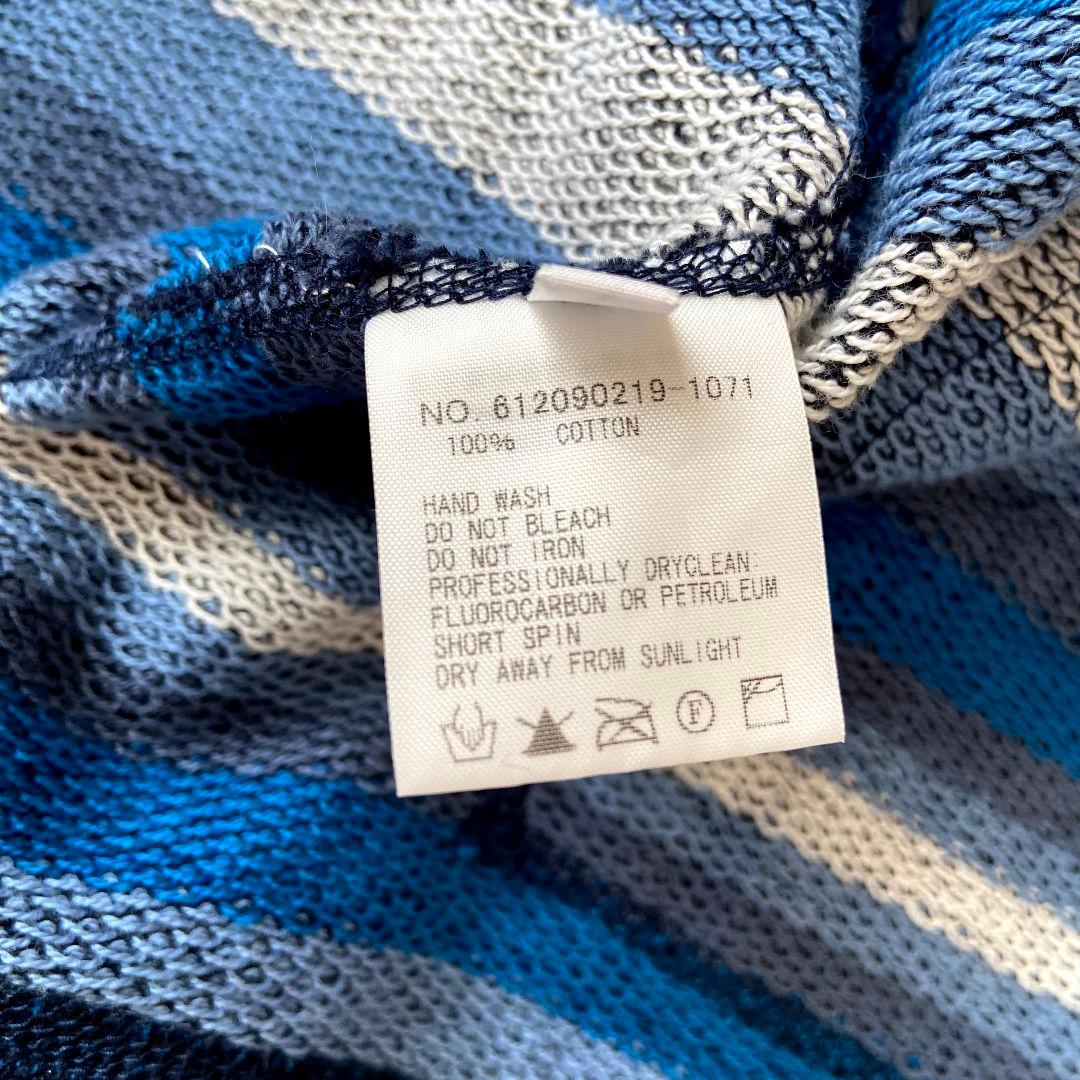 NO. 612090219-1071
100% COTTON
HAND WASH
DO NOT BLEACH
DO NOT IRON
PROFESSIONALLY DRYCLEAN:
FLUOROCARBON OR PETROLEUM
SHORT SPIN
DRY AWAY FROM SUNLIGHT
F